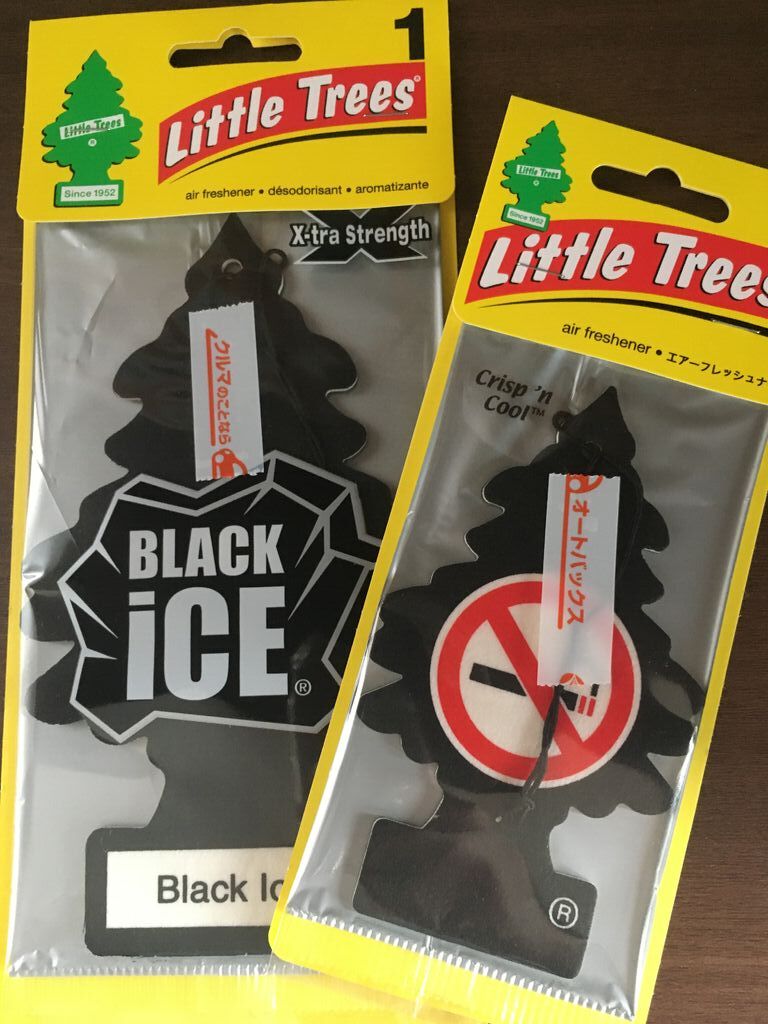 1
Little Trees
®
Since 1952
Little Trees®
air freshener • désodorisant • aromatizante
X
X-tra Strength
クルマのことなら
BLACK
iCE®
Black Ic
Little Trees
®
Since 1952
Little Trees
air freshener • エアーフレッシュナ
Crisp 'n
Cool™
オートバックス
®